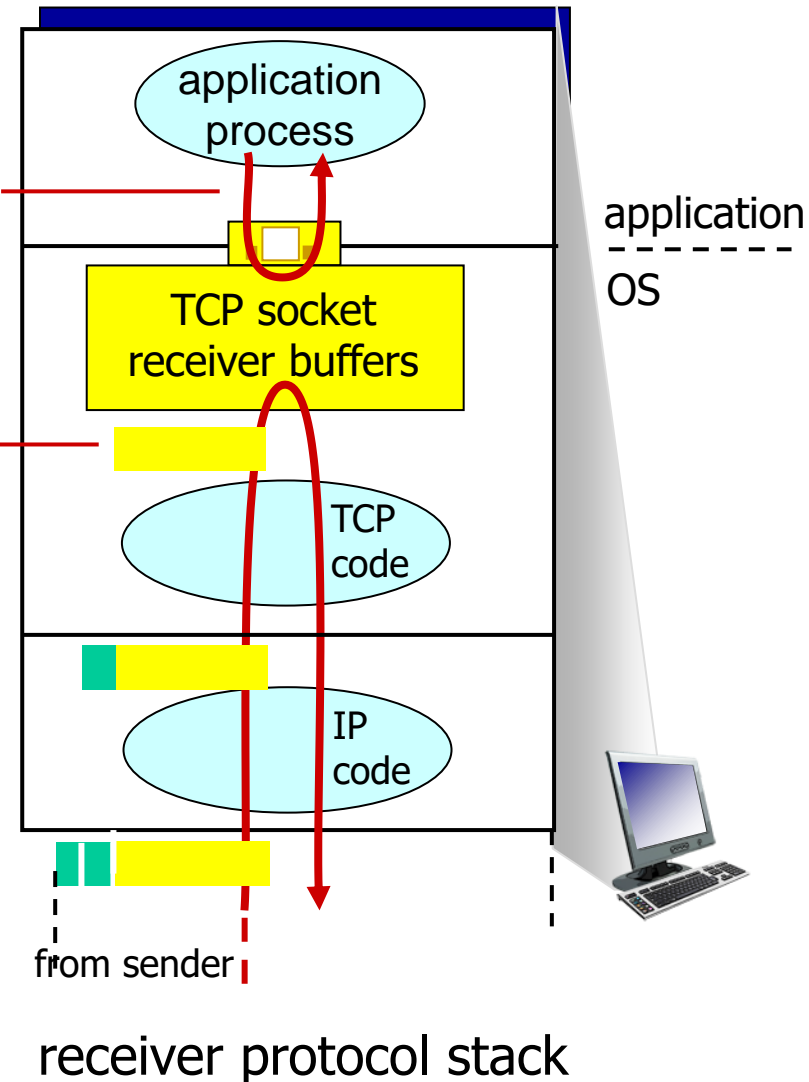 application
process
application
OS
TCP socket
receiver buffers
TCP
code
IP
code
from sender
receiver protocol stack